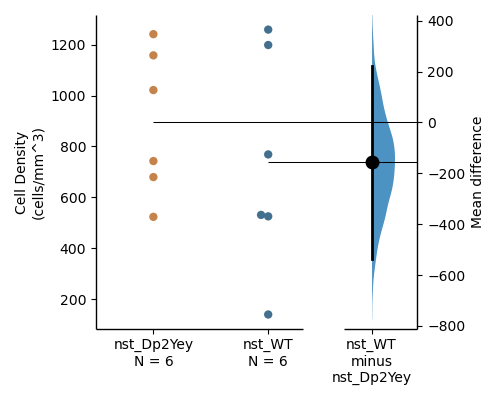 Cell Density
(cells/mm^3)
1200
1000
800
600
400
200
nst_Dp2Yey
N = 6
nst_WT
N = 6
nst_WT
minus
nst_Dp2Yey
400
200
0
−200
−400
−600
−800
Mean difference